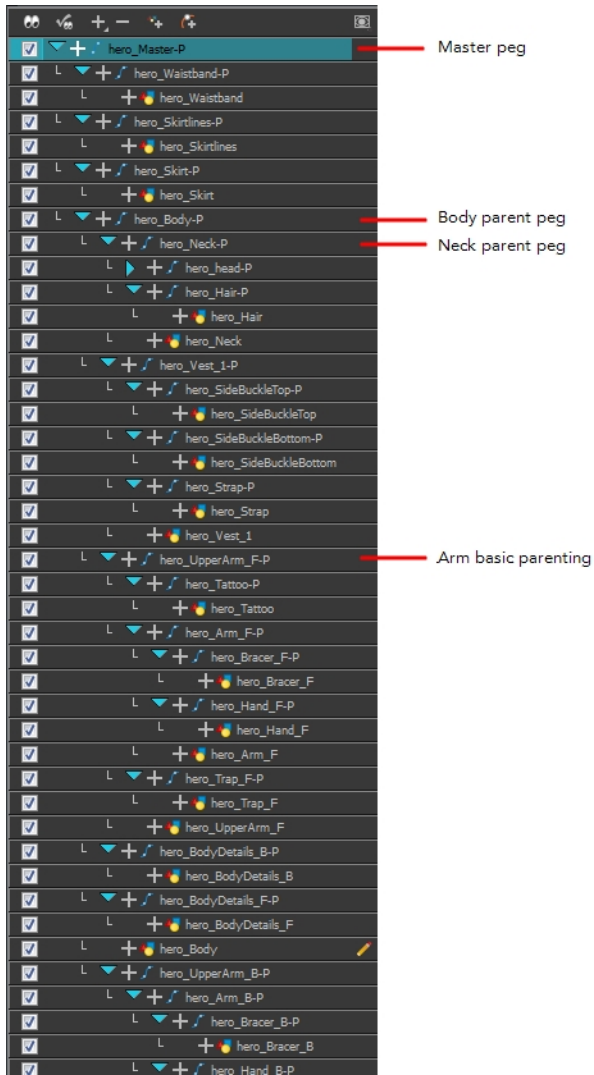 hero_Master-P Master peg
hero_Waistband-P
hero_Waistband
hero_Skirtlines-P
hero_Skirtlines
hero_Skirt-P
hero_Skirt
hero_Body-P Body parent peg
hero_Neck-P Neck parent peg
hero_head-P
hero_Hair-P
hero_Hair
hero_Neck
hero_Vest_1-P
hero_SideBuckleTop-P
hero_SideBuckleTop
hero_SideBuckleBottom-P
hero_SideBuckleBottom
hero_Strap-P
hero_Strap
hero_Vest_1
hero_UpperArm_F-P Arm basic parenting
hero_Tattoo-P
hero_Tattoo
hero_Arm_F-P
hero_Bracer_F-P
hero_Bracer_F
hero_Hand_F-P
hero_Hand_F
hero_Arm_F
hero_Trap_F-P
hero_Trap_F
hero_UpperArm_F
hero_BodyDetails_B-P
hero_BodyDetails_B
hero_BodyDetails_F-P
hero_BodyDetails_F
hero_Body
hero_UpperArm_B-P
hero_Arm_B-P
hero_Bracer_B-P
hero_Bracer_B
hero_Hand_B-P